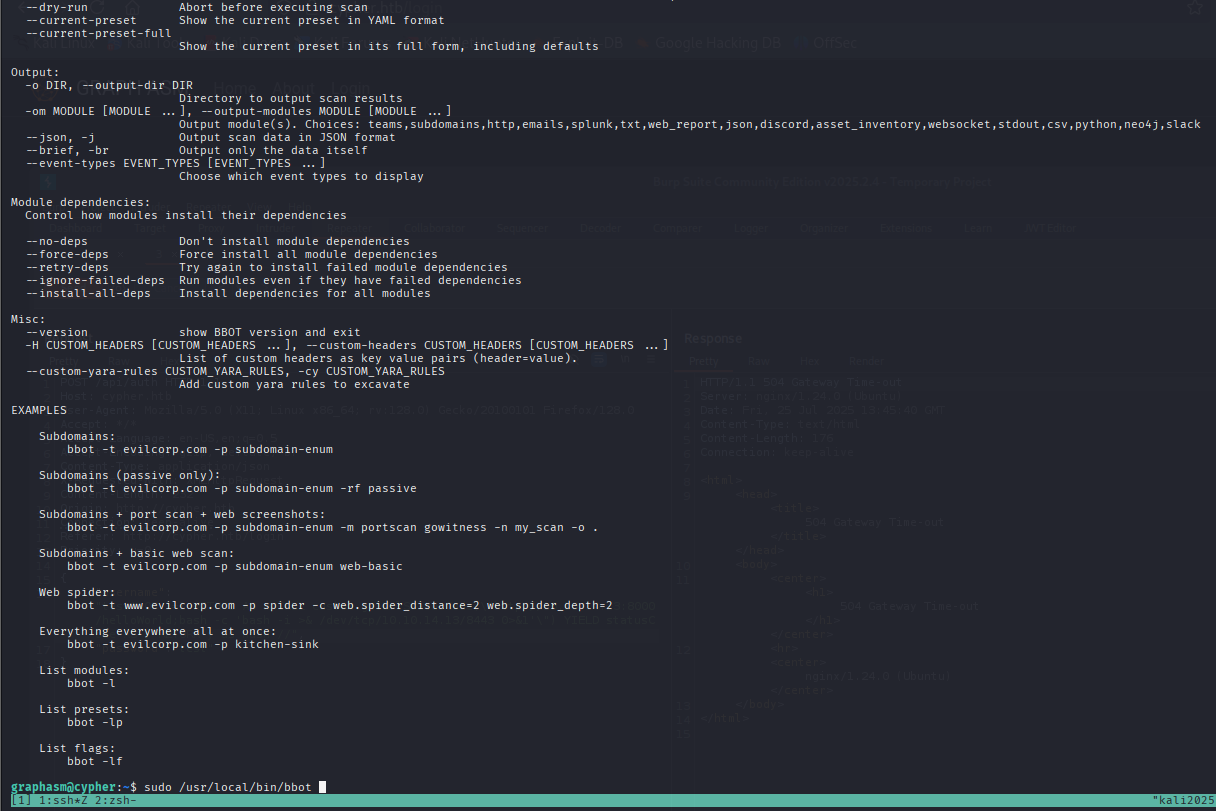 --dry-run             Abort before executing scan
--current-preset      Show the current preset in YAML format
--current-preset-full
Show the current preset in its full form, including defaults
Output:
-o DIR, --output-dir DIR
Directory to output scan results
-om MODULE [MODULE ...], --output-modules MODULE [MODULE ...]
Output module(s). Choices: teams,subdomains,http,emails,splunk,txt,web_report,json,discord,asset_inventory,websocket,stdout,csv,python,neo4j,slack
--json, -j            Output scan data in JSON format
--brief, -br          Output only the data itself
--event-types EVENT_TYPES [EVENT_TYPES ...]
Choose which event types to display
Module dependencies:
Control how modules install their dependencies
--no-deps             Don't install module dependencies
--force-deps          Force install all module dependencies
--retry-deps          Try again to install failed module dependencies
--ignore-failed-deps  Run modules even if they have failed dependencies
--install-all-deps    Install dependencies for all modules
Misc:
--version             show BBOT version and exit
-H CUSTOM_HEADERS [CUSTOM_HEADERS ...], --custom-headers CUSTOM_HEADERS [CUSTOM_HEADERS ...]
List of custom headers as key value pairs (header=value).
--custom-yara-rules CUSTOM_YARA_RULES, -cy CUSTOM_YARA_RULES
Add custom yara rules to excavate
EXAMPLES
Subdomains:
bbot -t evilcorp.com -p subdomain-enum
Subdomains (passive only):
bbot -t evilcorp.com -p subdomain-enum -rf passive
Subdomains + port scan + web screenshots:
bbot -t evilcorp.com -p subdomain-enum -m portscan gowitness -n my_scan -o .
Subdomains + basic web scan:
bbot -t evilcorp.com -p subdomain-enum web-basic
Web spider:
bbot -t www.evilcorp.com -p spider -c web.spider_distance=2 web.spider_depth=2
Everything everywhere all at once:
bbot -t evilcorp.com -p kitchen-sink
List modules:
bbot -l
List presets:
bbot -lp
List flags:
bbot -lf
graphasm@cypher:~$ sudo /usr/local/bin/bbot
[1] 1:ssh*Z 2:zsh-    "kali2025